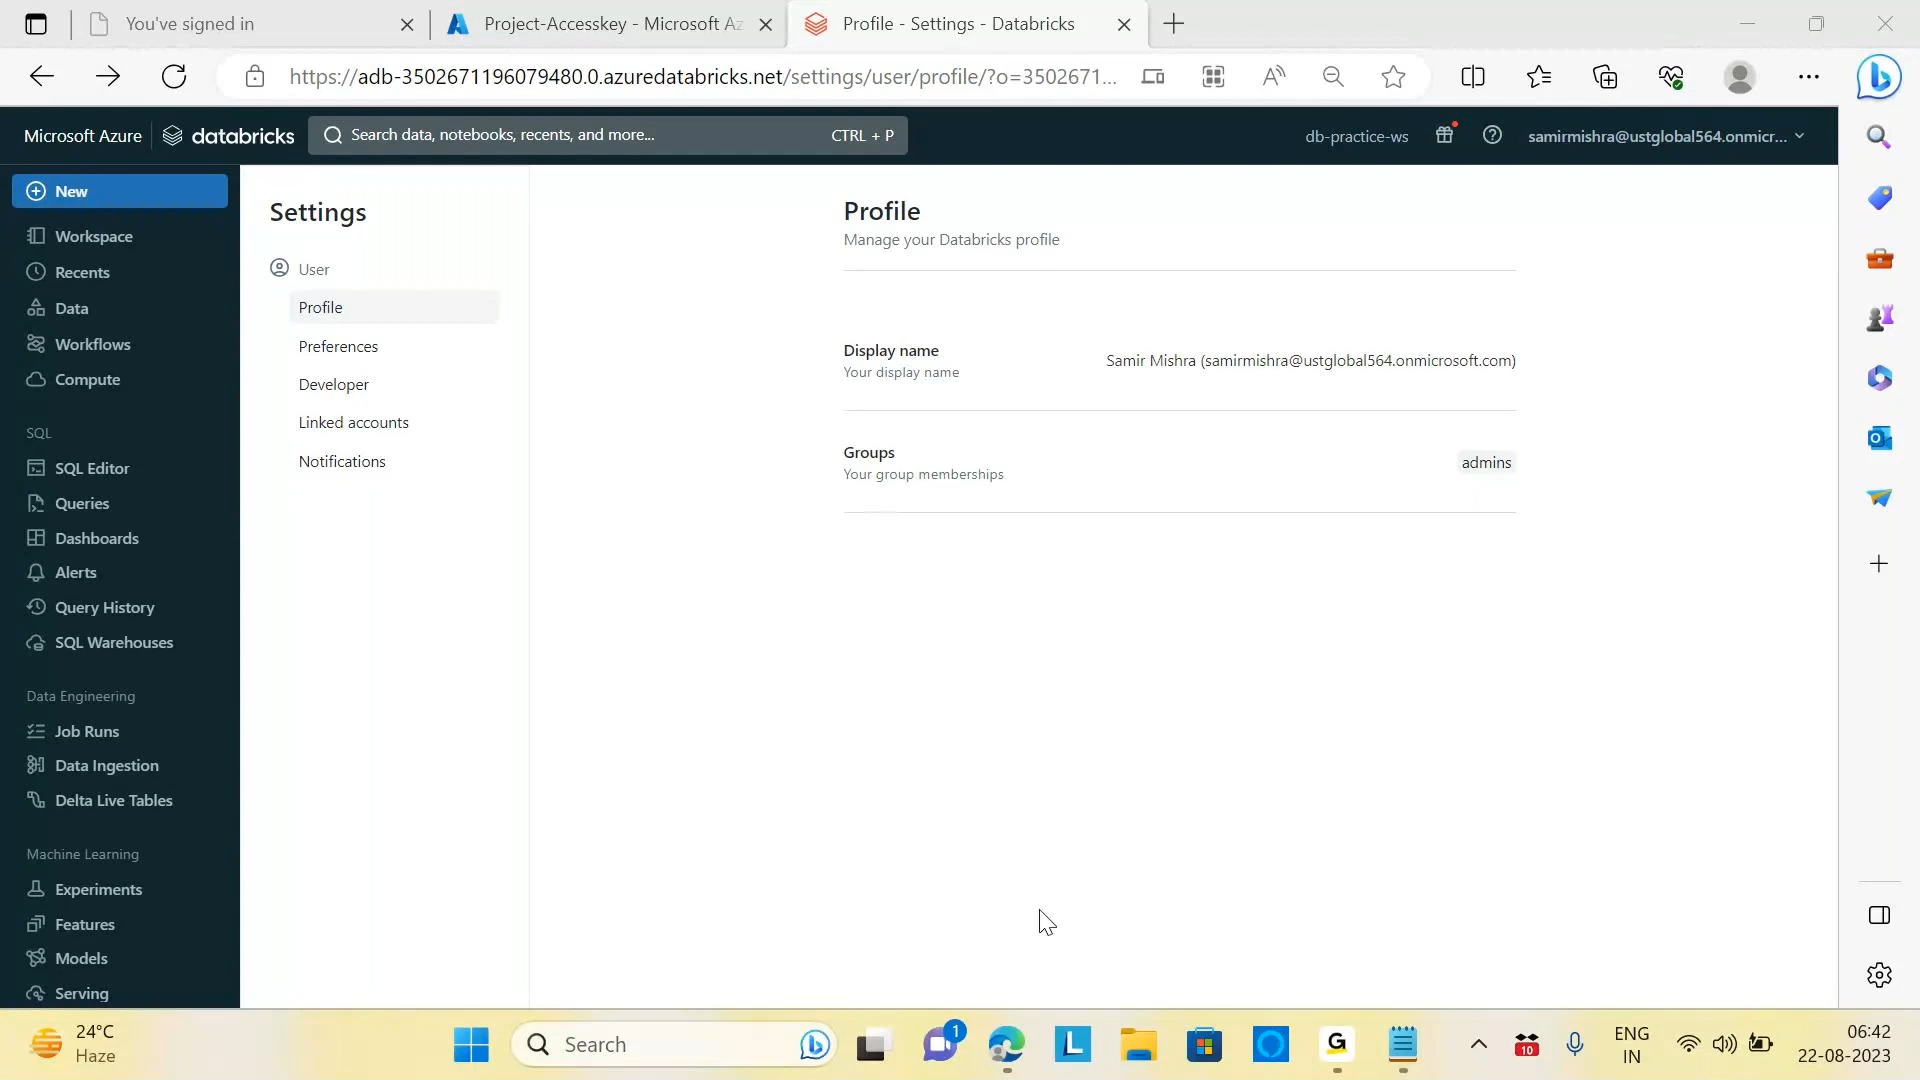 You've signed in
Project-Accesskey - Microsoft Az
Profile - Settings - Databricks
https://adb-3502671196079480.0.azuredatabricks.net/settings/user/profile/?o=3502671...
Microsoft Azure
databricks
Search data, notebooks, recents, and more...
CTRL + P
db-practice-ws
samirmishra@ustglobal564.onmicr...
New
Workspace
Recents
Data
Workflows
Compute
SQL
SQL Editor
Queries
Dashboards
Alerts
Query History
SQL Warehouses
Data Engineering
Job Runs
Data Ingestion
Delta Live Tables
Machine Learning
Experiments
Features
Models
Serving
Settings
User
Profile
Preferences
Developer
Linked accounts
Notifications
Profile
Manage your Databricks profile
Display name
Your display name
Samir Mishra (samirmishra@ustglobal564.onmicrosoft.com)
Groups
Your group memberships
admins
24°C
Haze
Search
1
L
G
10
ENG
IN
06:42
22-08-2023